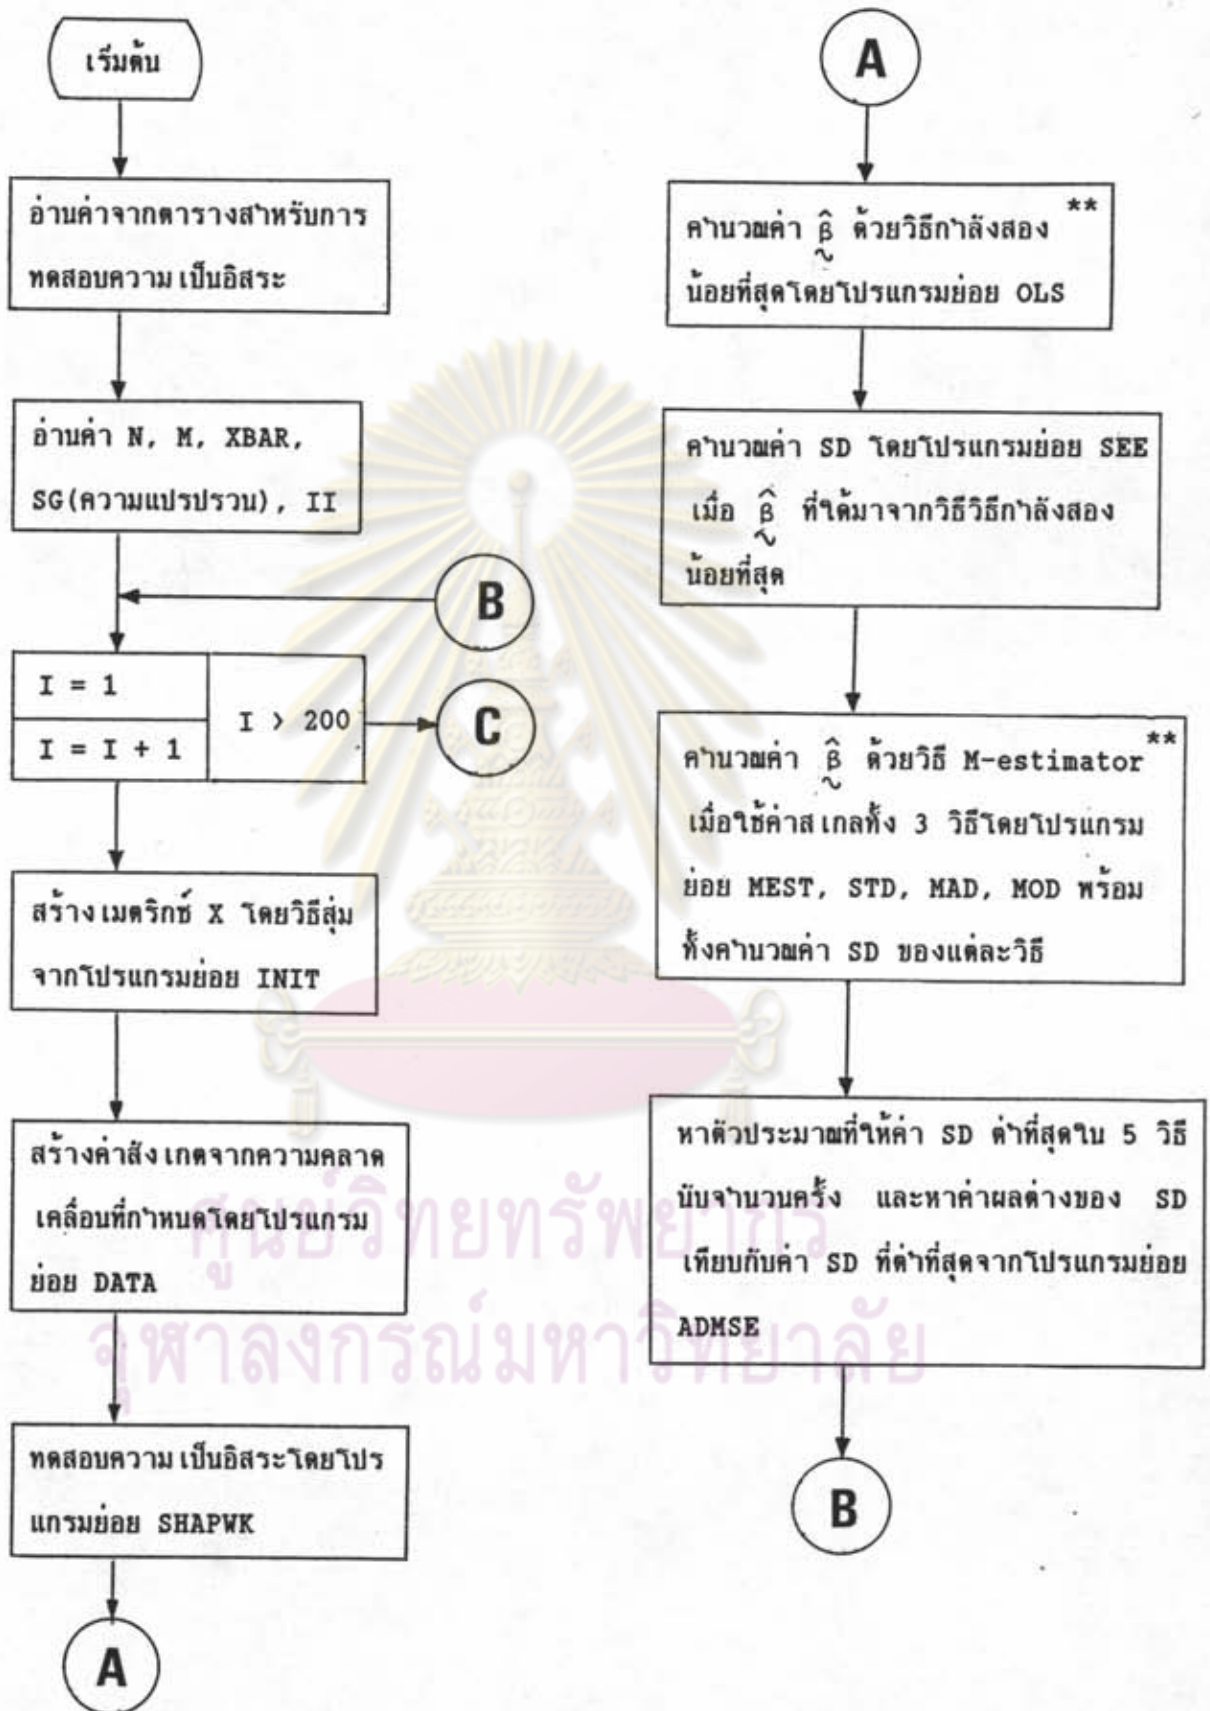 เริ่มต้น
อ่านค่าจากตารางสำหรับการ
ทดสอบความเป็นอิสระ
อ่านค่า N, M, XBAR,
SG(ความแปรปรวน), II
B
I = 1
I = I + 1
I > 200
C
สร้างเมตริกซ์ X โดยวิธีสุ่ม
จากโปรแกรมย่อย INIT
สร้างค่าสังเกตจากความคลาด
เคลื่อนที่กำหนดโดยโปรแกรม
ย่อย DATA
ทดสอบความเป็นอิสระโดยโปร
แกรมย่อย SHAPWK
A
A
คำนวณค่า β̂ ด้วยวิธีกำลังสอง **
น้อยที่สุดโดยโปรแกรมย่อย OLS
คำนวณค่า SD โดยโปรแกรมย่อย SEE
เมื่อ β̂ ที่ได้มาจากวิธีวิธีกำลังสอง
น้อยที่สุด
คำนวณค่า β̂ ด้วยวิธี M-estimator **
เมื่อใช้ค่าสเกลทั้ง 3 วิธีโดยโปรแกรม
ย่อย MEST, STD, MAD, MOD พร้อม
ทั้งคำนวณค่า SD ของแต่ละวิธี
หาตัวประมาณที่ให้ค่า SD ต่ำที่สุดใน 5 วิธี
นับจำนวนครั้ง และหาค่าผลต่างของ SD
เทียบกับค่า SD ที่ต่ำที่สุดจากโปรแกรมย่อย
ADMSE
B
ศูนย์วิทยทรัพยากร
จุฬาลงกรณ์มหาวิทยาลัย